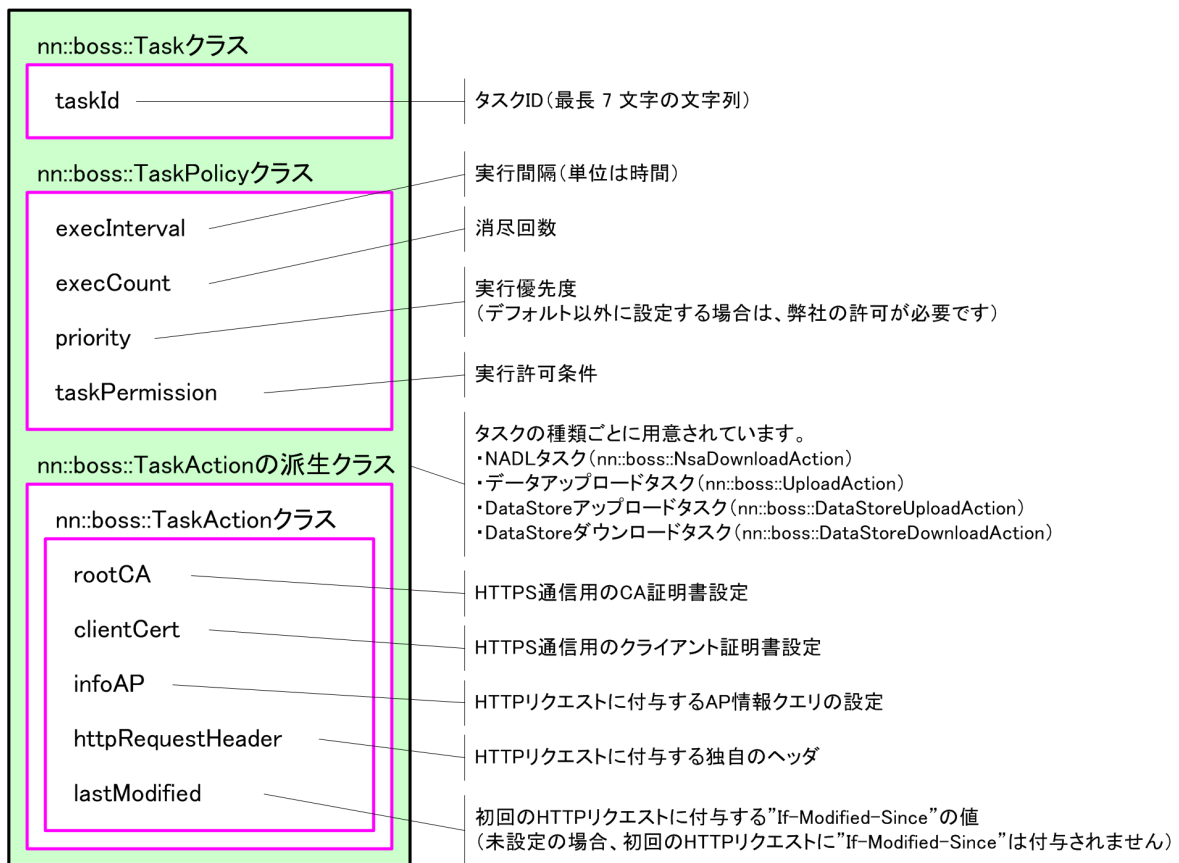 nn::boss::Taskクラス
taskId
タスクID（最長 7 文字の文字列）
nn::boss::TaskPolicyクラス
execInterval
実行間隔（単位は時間）
execCount
消尽回数
priority
実行優先度
（デフォルト以外に設定する場合は、弊社の許可が必要です）
taskPermission
実行許可条件
nn::boss::TaskActionの派生クラス
タスクの種類ごとに用意されています。
・NADLタスク（nn::boss::NsaDownloadAction）
・データアップロードタスク（nn::boss::UploadAction）
・DataStoreアップロードタスク（nn::boss::DataStoreUploadAction）
・DataStoreダウンロードタスク（nn::boss::DataStoreDownloadAction）
nn::boss::TaskActionクラス
rootCA
HTTPS通信用のCA証明書設定
clientCert
HTTPS通信用のクライアント証明書設定
infoAP
HTTPリクエストに付与するAP情報クエリの設定
httpRequestHeader
HTTPリクエストに付与する独自のヘッダ
lastModified
初回のHTTPリクエストに付与する”If-Modified-Since”の値
（未設定の場合、初回のHTTPリクエストに”If-Modified-Since”は付与されません）